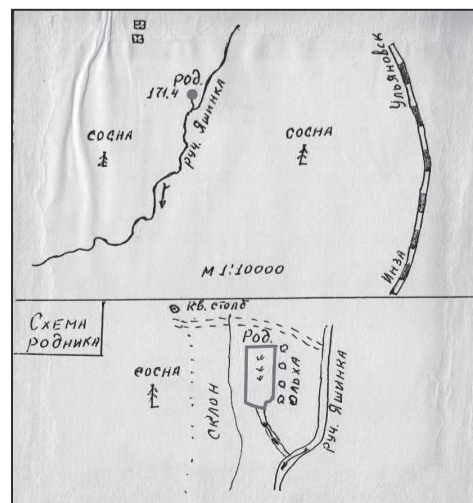 Род.
171,4
руч. Яшинка
Ульяновск
сосна
сосна
Инза
М 1:10000
Схема
родника
кв. столб
Род.
сосна
склон
Ольха
руч. Яшинка